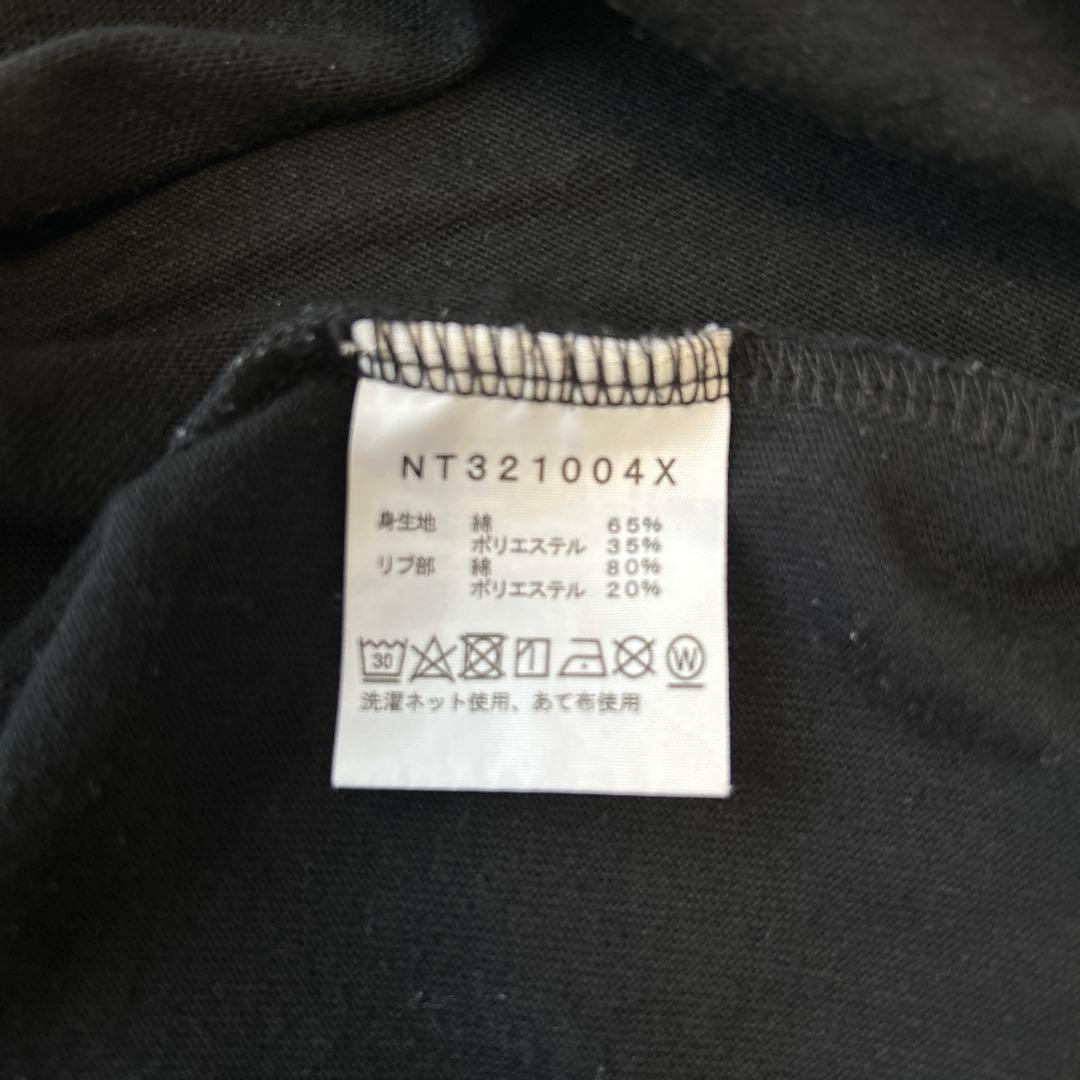 NT321004X
身生地 綿 65%
ポリエステル 35%
リブ部 綿 80%
ポリエステル 20%
30 W
洗濯ネット使用、あて布使用